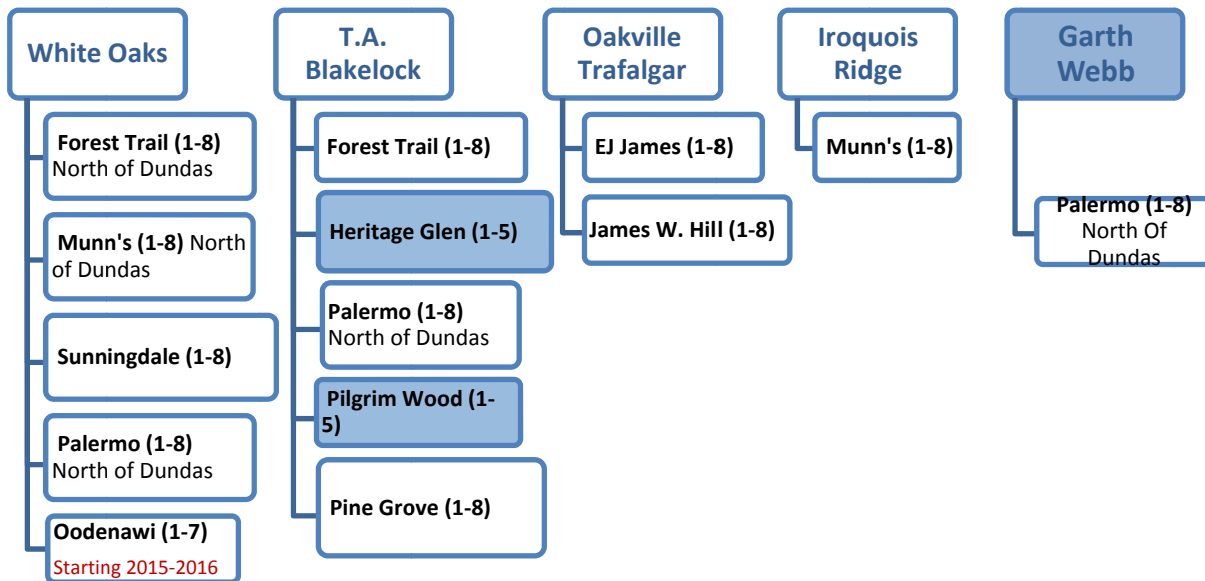 White Oaks
Forest Trail (1-8)
North of Dundas
Munn's (1-8) North
of Dundas
Sunningdale (1-8)
Palermo (1-8)
North of Dundas
Oodenawi (1-7)
Starting 2015-2016
T.A.
Blakelock
Forest Trail (1-8)
Heritage Glen (1-5)
Palermo (1-8)
North of Dundas
Pilgrim Wood (1-
5)
Pine Grove (1-8)
Oakville
Trafalgar
EJ James (1-8)
James W. Hill (1-8)
Iroquois
Ridge
Munn's (1-8)
Garth
Webb
Palermo (1-8)
North Of
Dundas